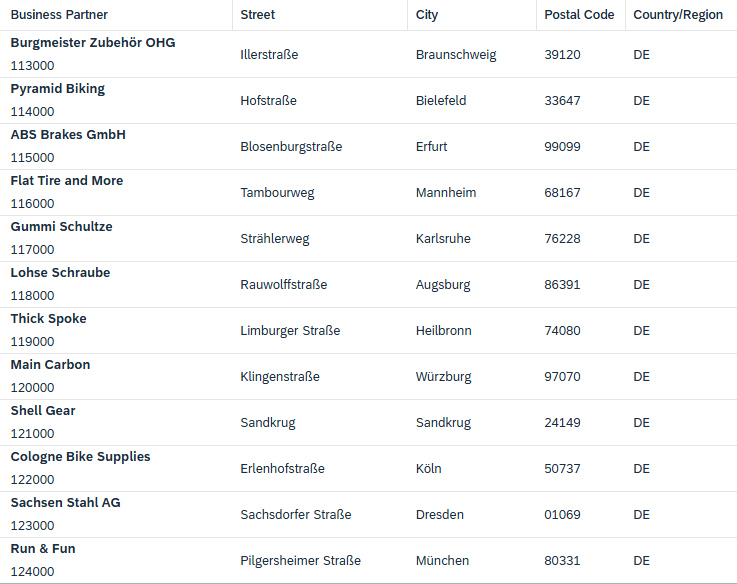 Business Partner Street City Postal Code Country/Region
Burgmeister Zubehör OHG
113000
Illerstraße Braunschweig 39120 DE
Pyramid Biking
114000
Hofstraße Bielefeld 33647 DE
ABS Brakes GmbH
115000
Blosenburgstraße Erfurt 99099 DE
Flat Tire and More
116000
Tambourweg Mannheim 68167 DE
Gummi Schultze
117000
Strählerweg Karlsruhe 76228 DE
Lohse Schraube
118000
Rauwolffstraße Augsburg 86391 DE
Thick Spoke
119000
Limburger Straße Heilbronn 74080 DE
Main Carbon
120000
Klingenstraße Würzburg 97070 DE
Shell Gear
121000
Sandkrug Sandkrug 24149 DE
Cologne Bike Supplies
122000
Erlenhofstraße Köln 50737 DE
Sachsen Stahl AG
123000
Sachsdorfer Straße Dresden 01069 DE
Run & Fun
124000
Pilgersheimer Straße München 80331 DE